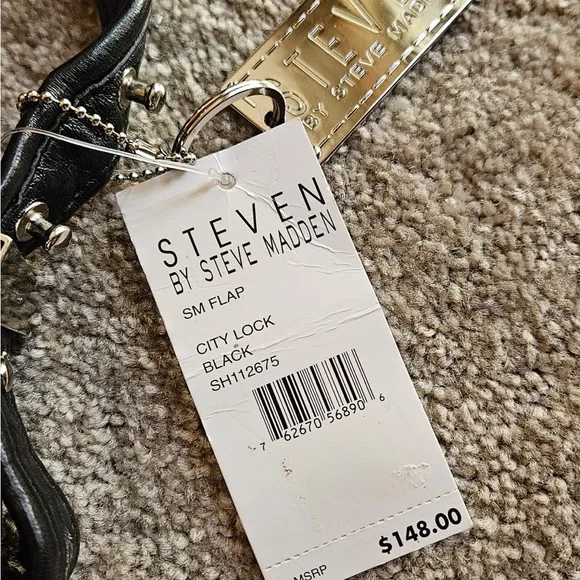 STEVEN
BY STEVE MADDEN
STEVEN
BY STEVE MADDEN
SM FLAP
CITY LOCK
BLACK
SH112675
7 62670 56890 6
$148.00
MSRP